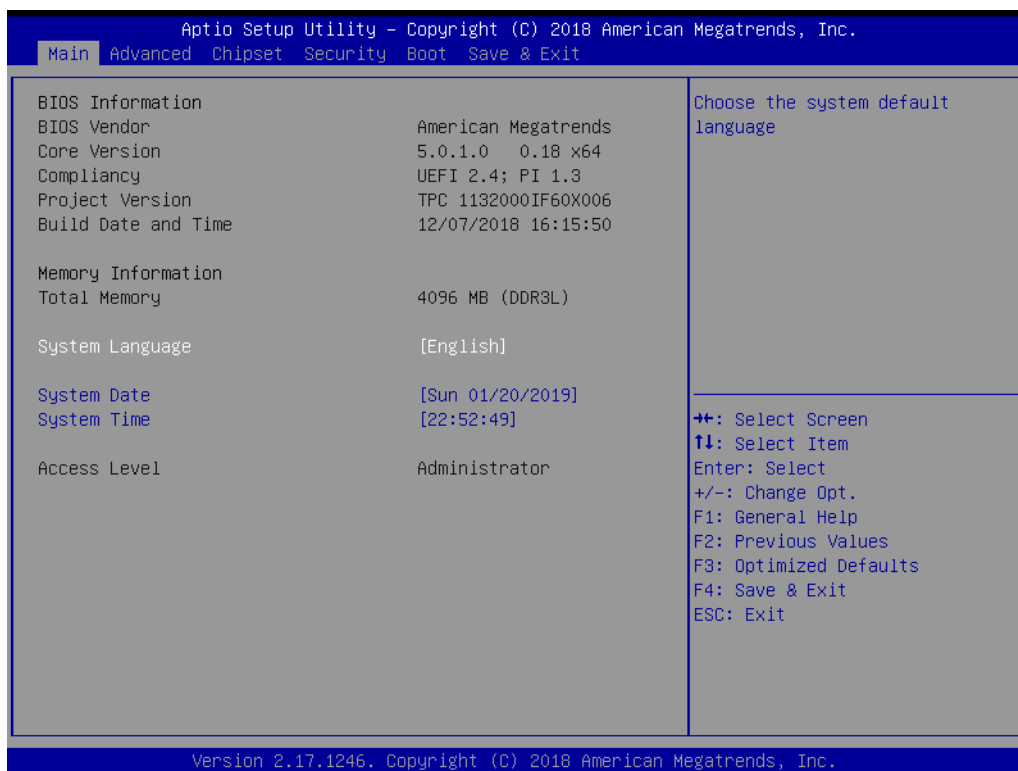 Aptio Setup Utility – Copyright (C) 2018 American Megatrends, Inc.
Main Advanced Chipset Security Boot Save & Exit
BIOS Information
BIOS Vendor American Megatrends
Core Version 5.0.1.0 0.18 x64
Compliancy UEFI 2.4; PI 1.3
Project Version TPC 1132000IF60X006
Build Date and Time 12/07/2018 16:15:50
Memory Information
Total Memory 4096 MB (DDR3L)
System Language [English]
System Date [Sun 01/20/2019]
System Time [22:52:49]
Access Level Administrator
Choose the system default
language
→←: Select Screen
↑↓: Select Item
Enter: Select
+/-: Change Opt.
F1: General Help
F2: Previous Values
F3: Optimized Defaults
F4: Save & Exit
ESC: Exit
Version 2.17.1246. Copyright (C) 2018 American Megatrends, Inc.